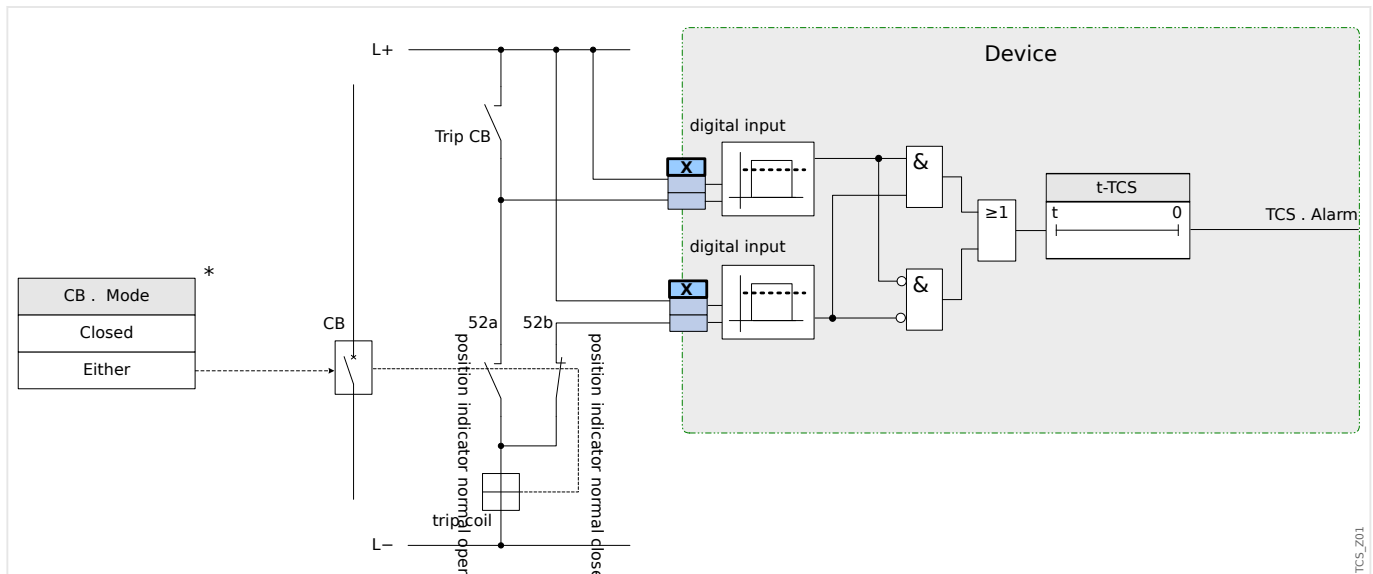 L+
Device
Trip CB
digital input
X
&
t-TCS
t 0
≥1
TCS . Alarm
digital input
X
&
*
CB . Mode
Closed
Either
CB
52a
52b
position indicator normal open
position indicator normal close
trip coil
L−
TCS_Z01